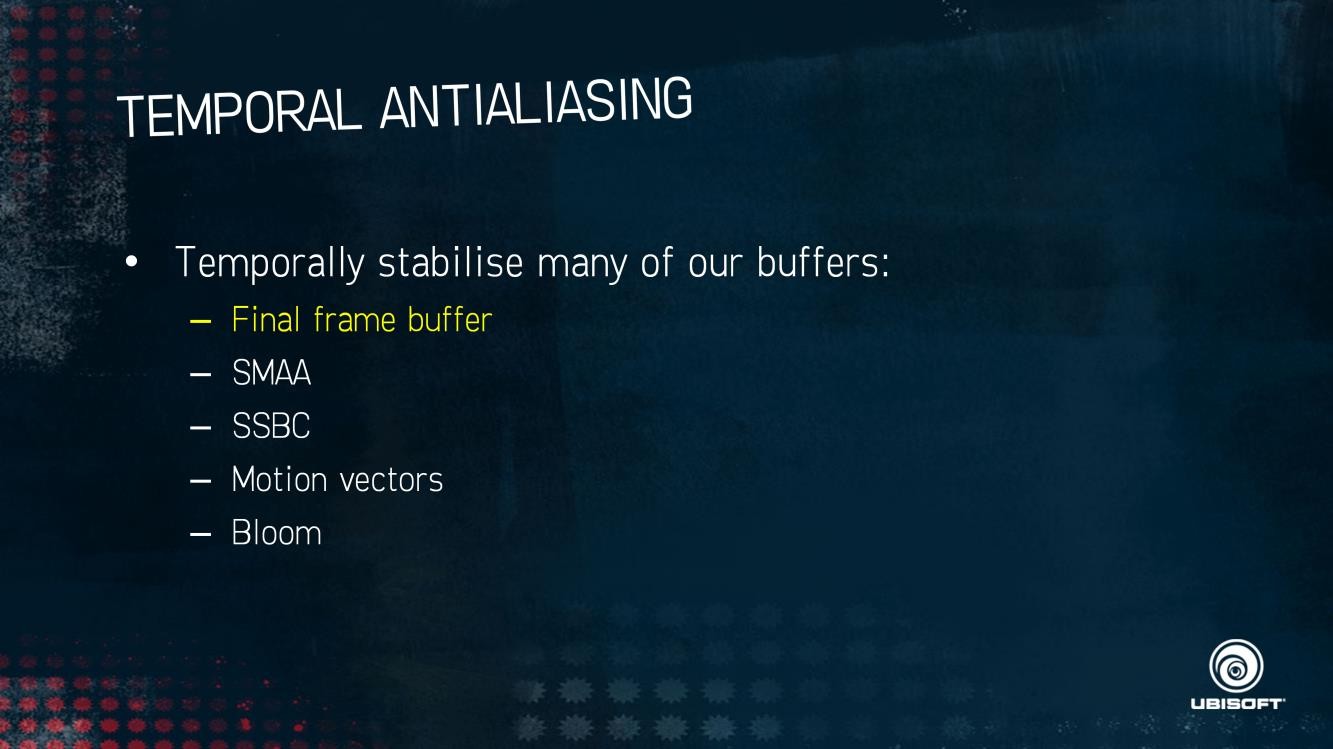 TEMPORAL ANTIALIASING
• Temporally stabilise many of our buffers:
– Final frame buffer
– SMAA
– SSBC
– Motion vectors
– Bloom
UBISOFT